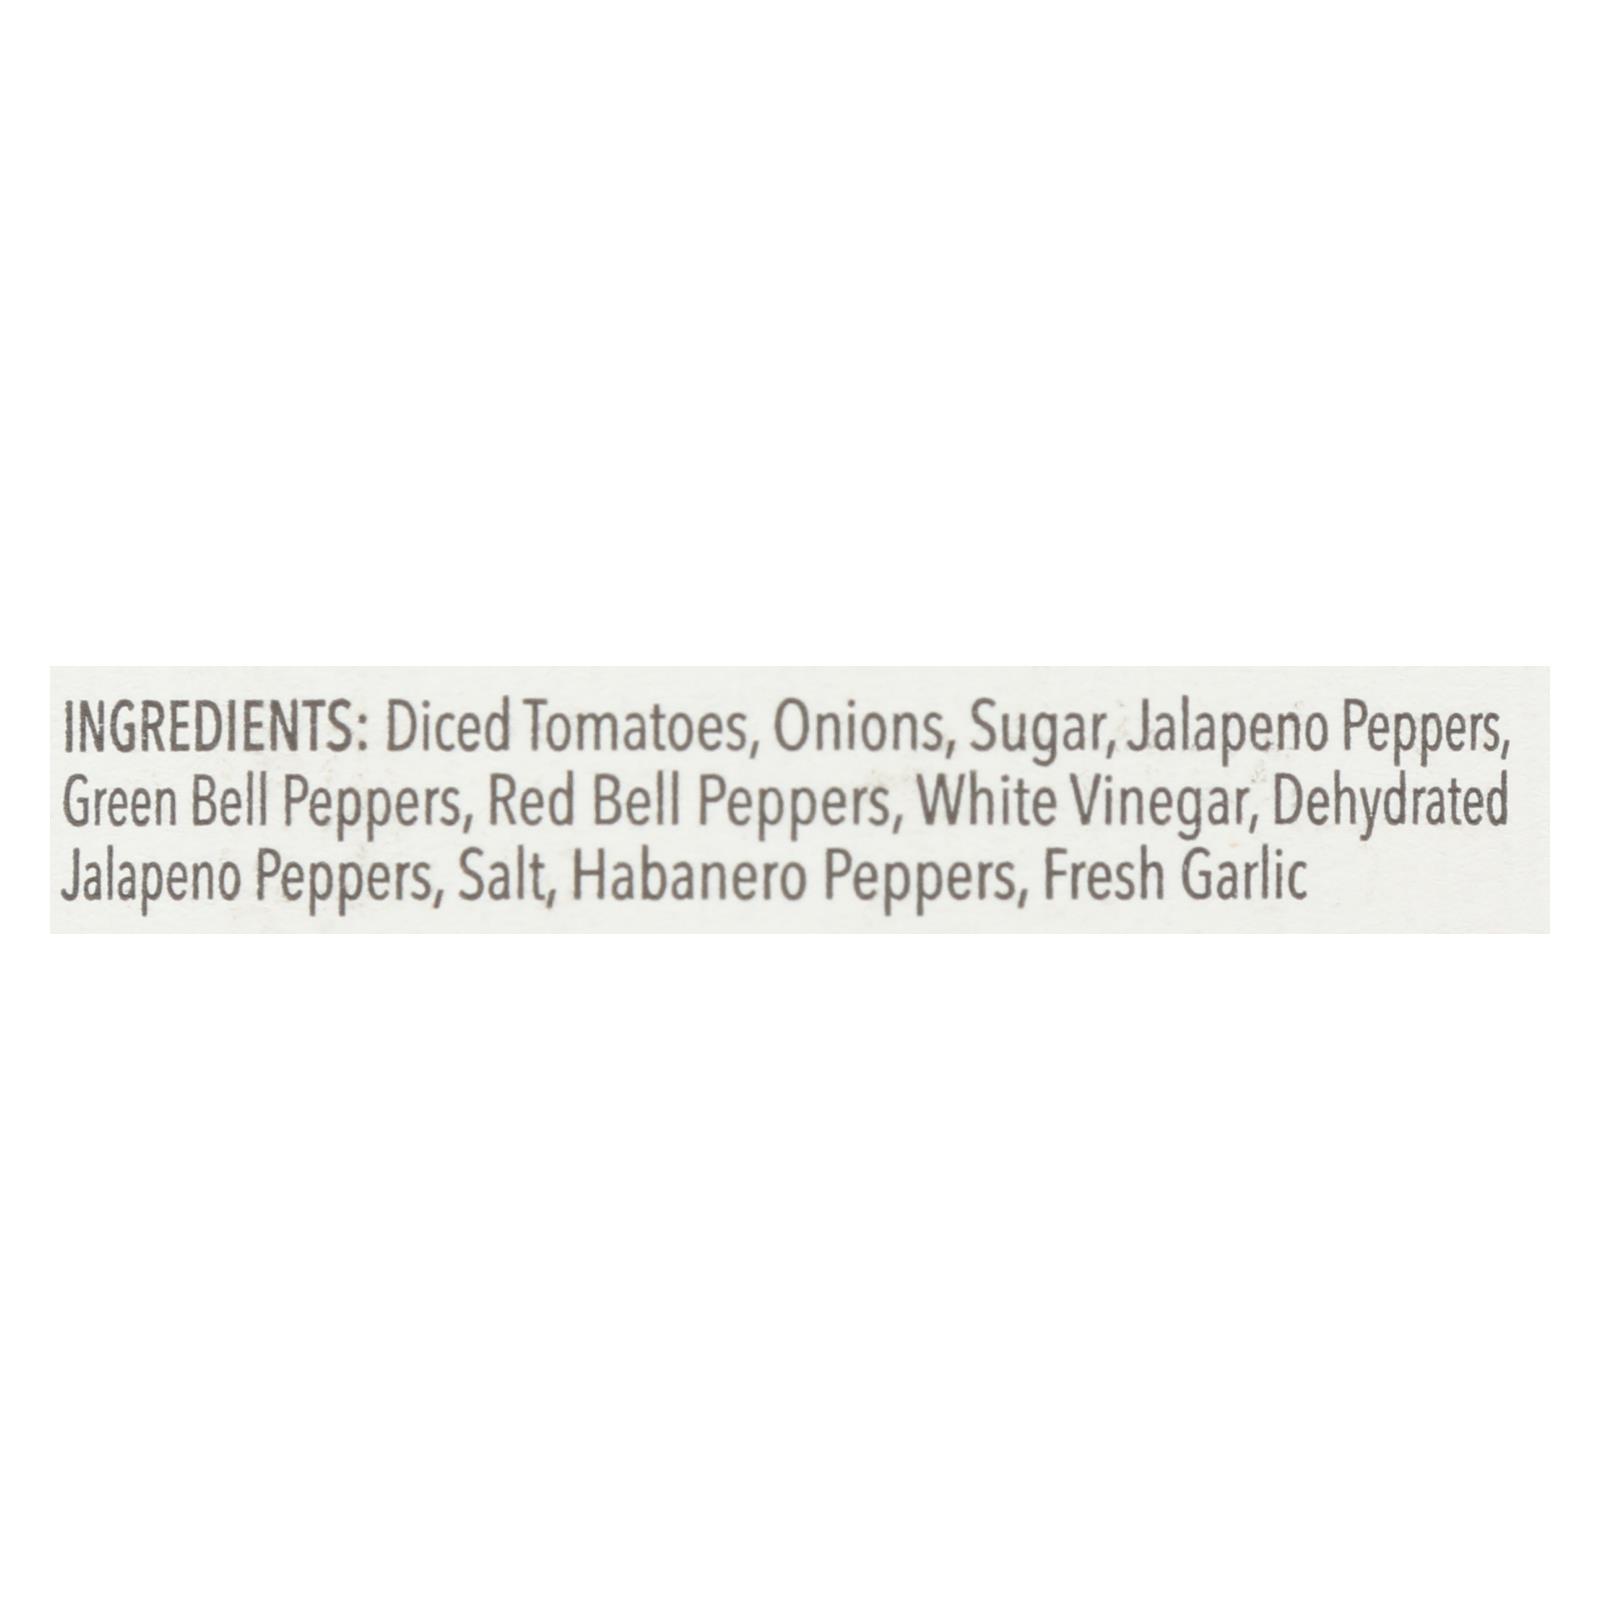 INGREDIENTS: Diced Tomatoes, Onions, Sugar, Jalapeno Peppers,
Green Bell Peppers, Red Bell Peppers, White Vinegar, Dehydrated
Jalapeno Peppers, Salt, Habanero Peppers, Fresh Garlic